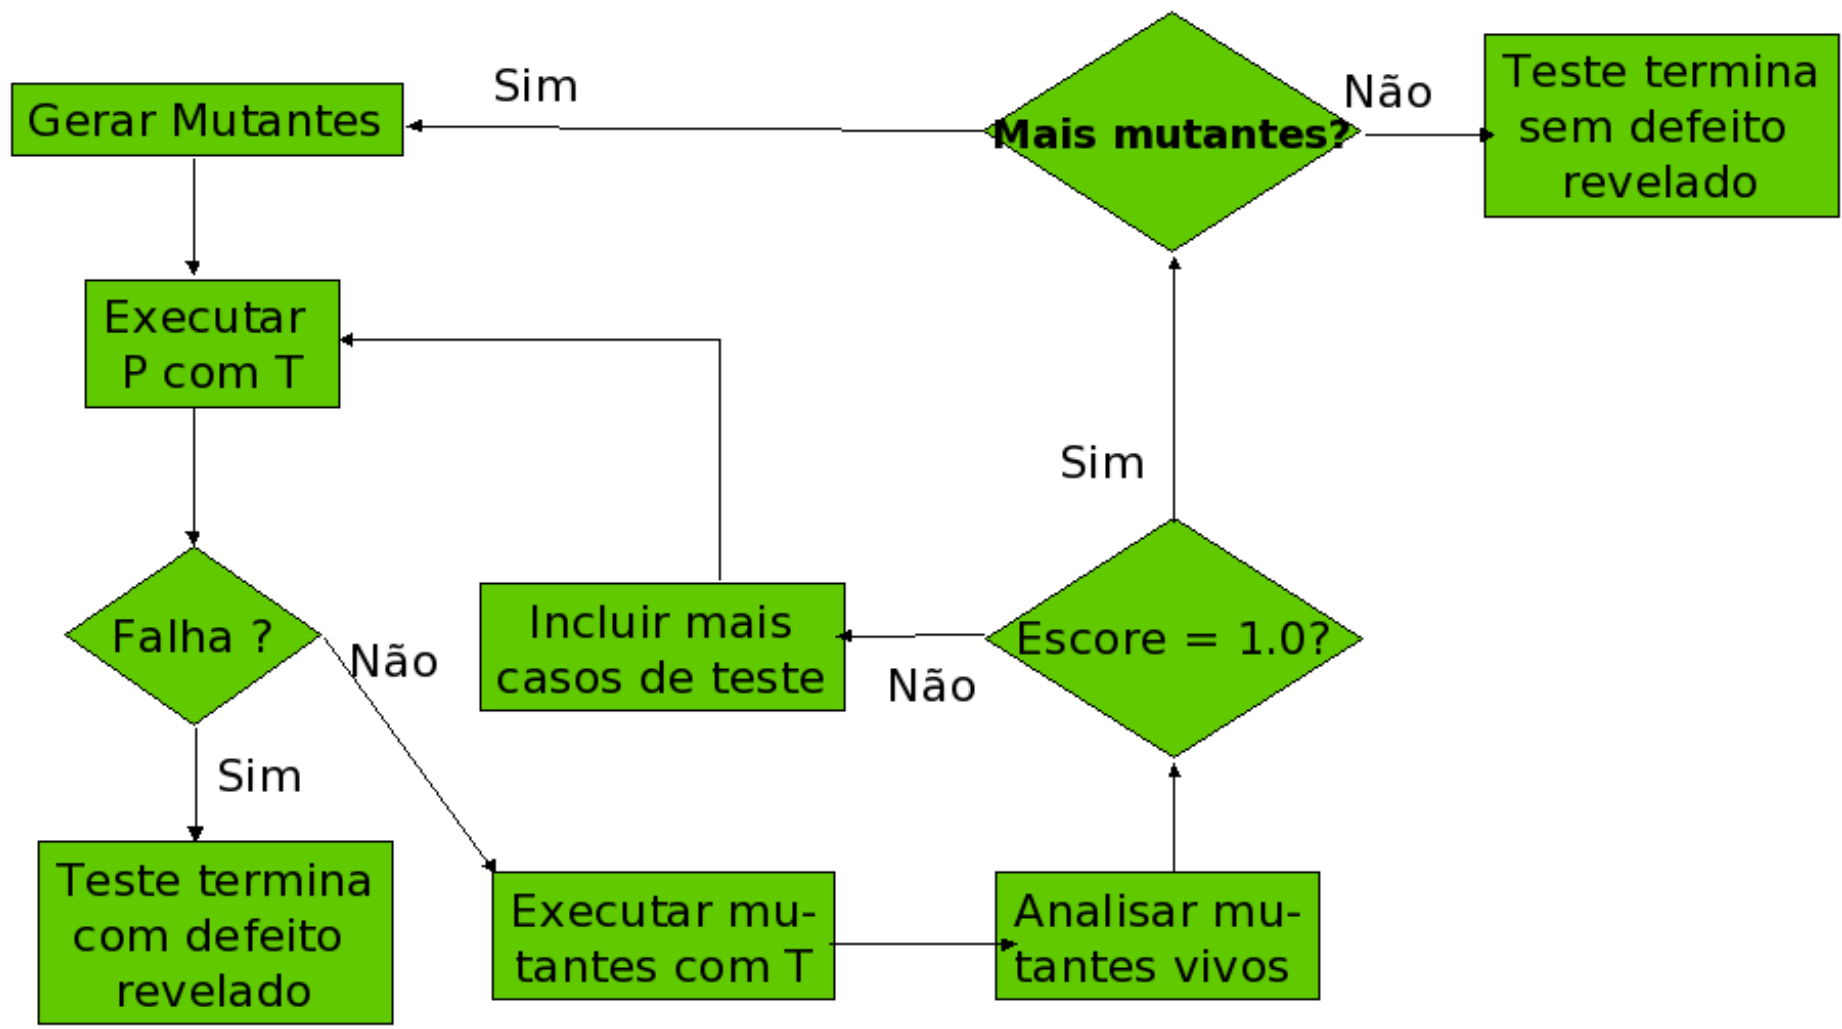 Sim
Gerar Mutantes
Mais mutantes?
Não
Teste termina
sem defeito
revelado
Executar
P com T
Sim
Falha ?
Não
Incluir mais
casos de teste
Não
Escore = 1.0?
Sim
Teste termina
com defeito
revelado
Executar mu-
tantes com T
Analisar mu-
tantes vivos